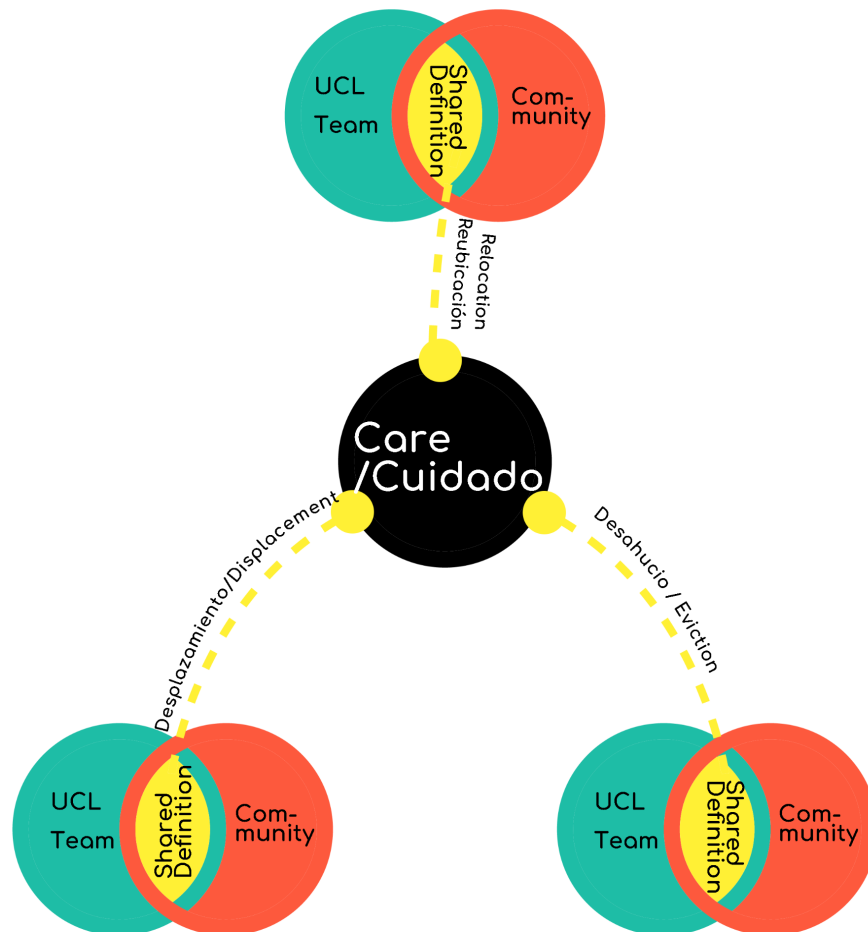 UCL
Team
Shared
Definition
Com-
munity
Relocation
Reubicación
Care
/Cuidado
Desplazamiento/Displacement
Desahucio / Eviction
UCL
Team
Shared
Definition
Com-
munity
UCL
Team
Shared
Definition
Com-
munity